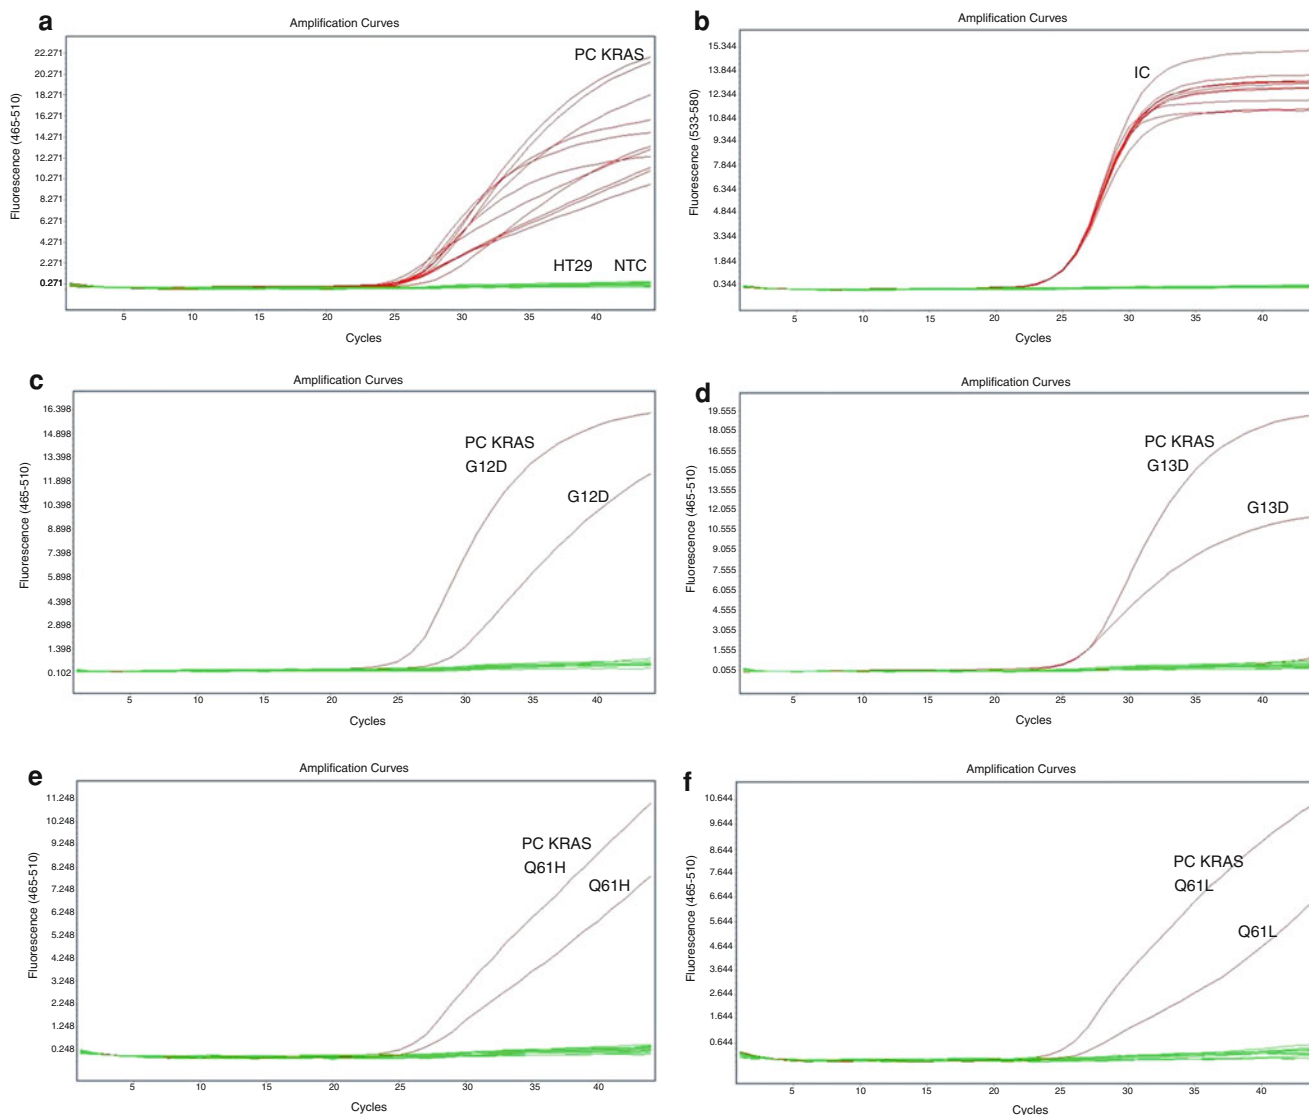 a
Amplification Curves
22.271
20.271
18.271
16.271
14.271
12.271
10.271
8.271
6.271
4.271
2.271
0.271
Fluorescence (465-510)
PC KRAS
HT29 NTC
5 10 15 20 25 30 35 40
Cycles
b
Amplification Curves
15.344
13.844
12.344
10.844
9.344
7.844
6.344
4.844
3.344
1.844
0.344
Fluorescence (533-580)
IC
5 10 15 20 25 30 35 40
Cycles
c
Amplification Curves
16.398
14.898
13.398
11.898
10.398
8.898
7.398
5.898
4.398
2.898
1.398
0.102
Fluorescence (465-510)
PC KRAS
G12D
G12D
5 10 15 20 25 30 35 40
Cycles
d
Amplification Curves
19.555
18.055
16.555
15.055
13.555
12.055
10.555
9.055
7.555
6.055
4.555
3.055
1.555
0.055
Fluorescence (465-510)
PC KRAS
G13D
G13D
5 10 15 20 25 30 35 40
Cycles
e
Amplification Curves
11.248
10.248
9.248
8.248
7.248
6.248
5.248
4.248
3.248
2.248
1.248
0.248
Fluorescence (465-510)
PC KRAS
Q61H
Q61H
5 10 15 20 25 30 35 40
Cycles
f
Amplification Curves
10.644
9.644
8.644
7.644
6.644
5.644
4.644
3.644
2.644
1.644
0.644
Fluorescence (465-510)
PC KRAS
Q61L
Q61L
5 10 15 20 25 30 35 40
Cycles